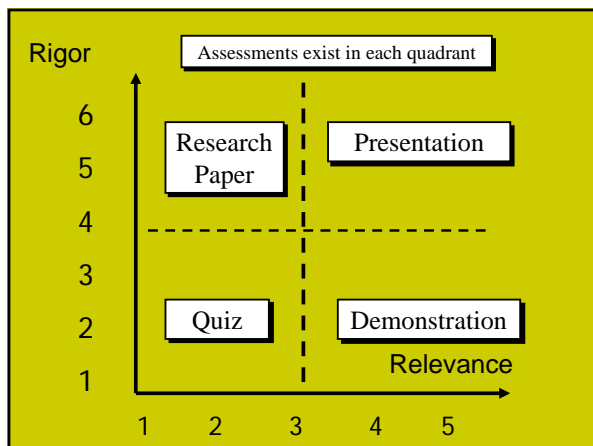 Assessments exist in each quadrant
Rigor
6
Research
Paper
Presentation
5
4
3
Quiz
Demonstration
2
Relevance
1
1 2 3 4 5